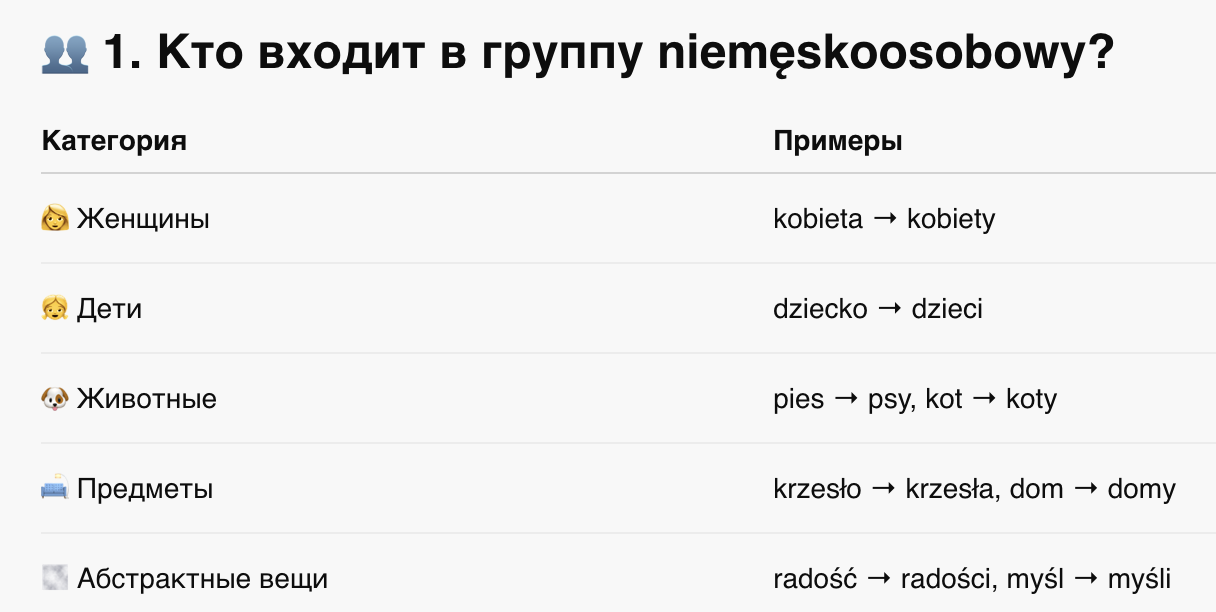 1. Кто входит в группу niemęskoosobowy?
Категория Примеры
Женщины kobieta → kobiety
Дети dziecko → dzieci
Животные pies → psy, kot → koty
Предметы krzesło → krzesła, dom → domy
Абстрактные вещи radość → radości, myśl → myśli